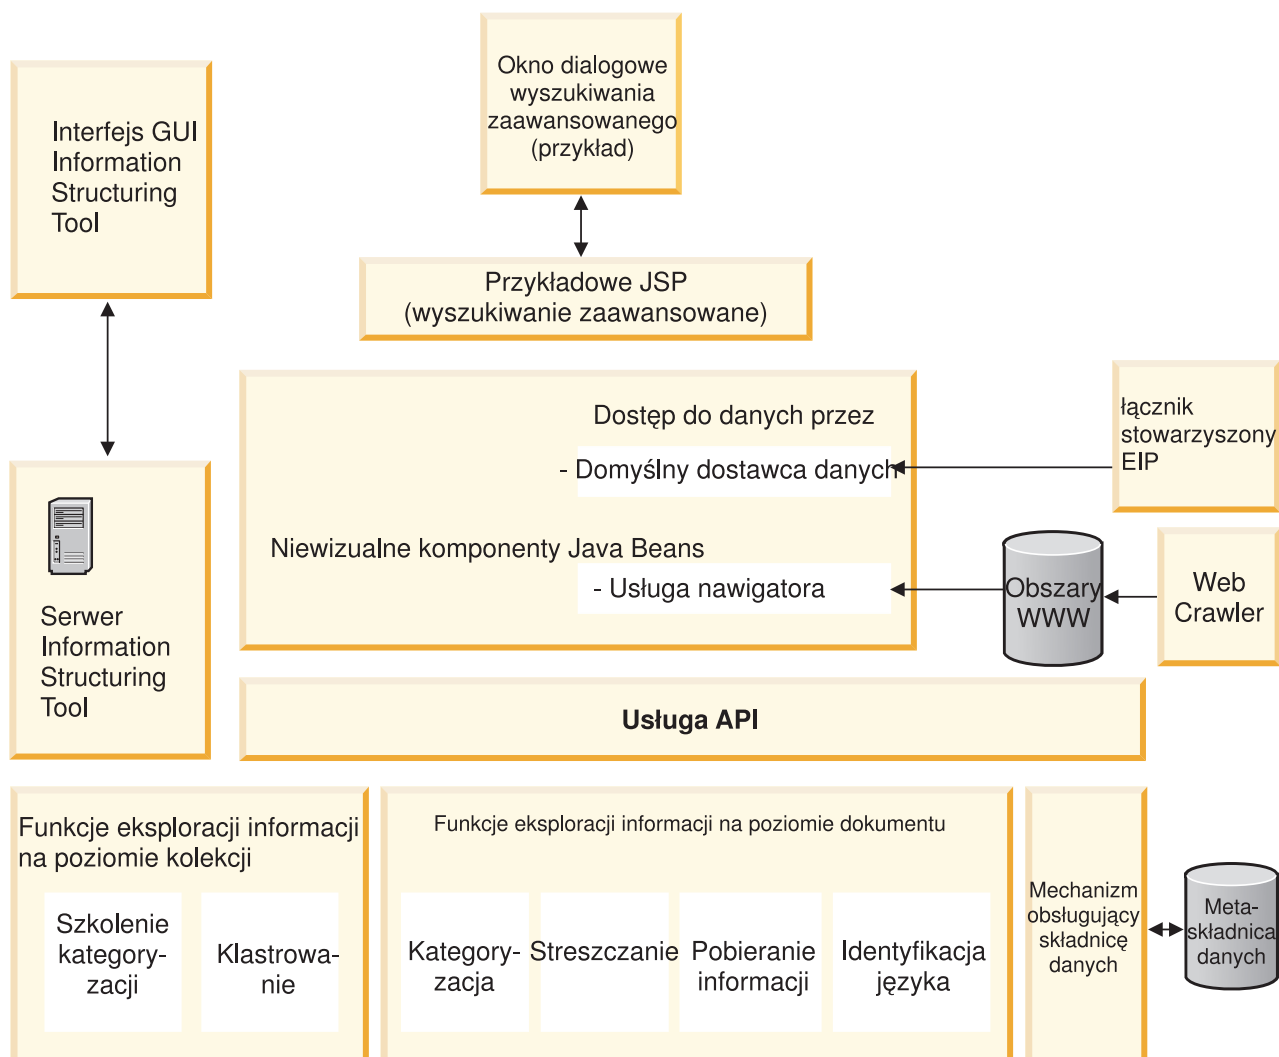 Okno dialogowe
wyszukiwania
zaawansowanego
(przykład)
Interfejs GUI
Information
Structuring
Tool
Przykładowe JSP
(wyszukiwanie zaawansowane)
Dostęp do danych przez
- Domyślny dostawca danych
łącznik
stowarzyszony
EIP
Niewizualne komponenty Java Beans
- Usługa nawigatora
Obszary
WWW
Web
Crawler
Serwer
Information
Structuring
Tool
Usługa API
Funkcje eksploracji informacji
na poziomie kolekcji
Szkolenie
kategory-
zacji
Klastrowa-
nie
Funkcje eksploracji informacji na poziomie dokumentu
Kategory-
zacja
Streszczanie
Pobieranie
informacji
Identyfikacja
języka
Mechanizm
obsługujący
składnicę
danych
Meta-
składnica
danych